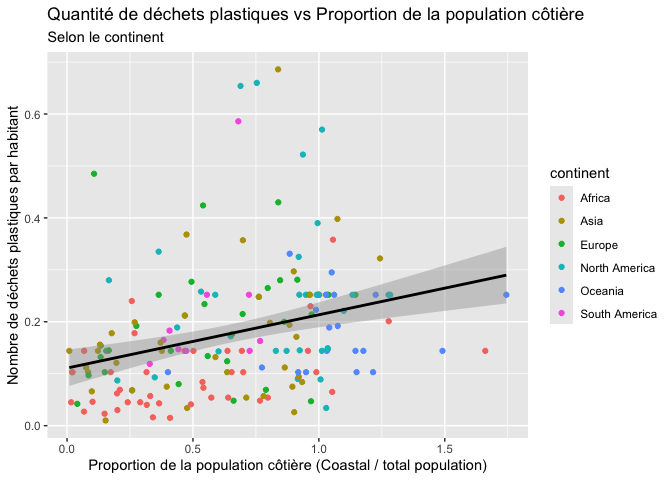 Quantité de déchets plastiques vs Proportion de la population côtière
Selon le continent
Nombre de déchets plastiques par habitant
0.6
0.4
0.2
0.0
0.0 0.5 1.0 1.5
Proportion de la population côtière (Coastal / total population)
continent
Africa
Asia
Europe
North America
Oceania
South America